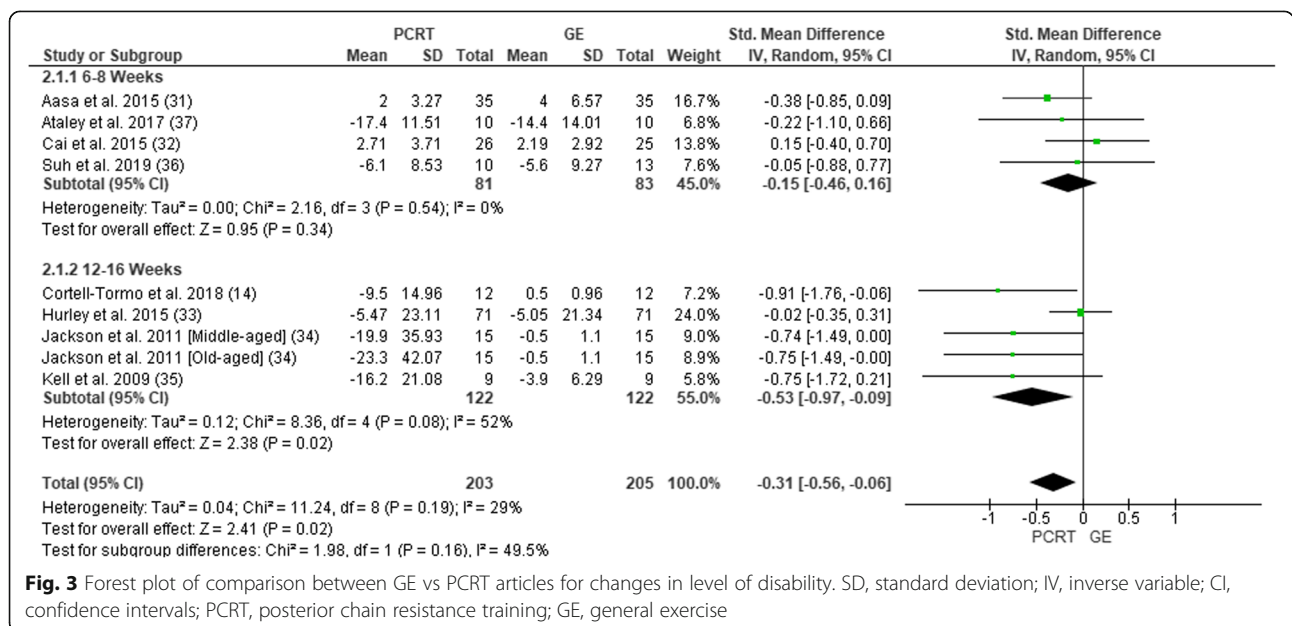 PCRT GE Std. Mean Difference Std. Mean Difference
Study or Subgroup Mean SD Total Mean SD Total Weight IV, Random, 95% CI IV, Random, 95% CI
2.1.1 6-8 Weeks
Aasa et al. 2015 (31) 2 3.27 35 4 6.57 35 16.7% -0.38 [-0.85, 0.09]
Ataley et al. 2017 (37) -17.4 11.51 10 -14.4 14.01 10 6.8% -0.22 [-1.10, 0.66]
Cai et al. 2015 (32) 2.71 3.71 26 2.19 2.92 25 13.8% 0.15 [-0.40, 0.70]
Suh et al. 2019 (36) -6.1 8.53 10 -5.6 9.27 13 7.6% -0.05 [-0.88, 0.77]
Subtotal (95% CI) 81 83 45.0% -0.15 [-0.46, 0.16]
Heterogeneity: Tau² = 0.00; Chi² = 2.16, df = 3 (P = 0.54); I² = 0%
Test for overall effect: Z = 0.95 (P = 0.34)
2.1.2 12-16 Weeks
Cortell-Tormo et al. 2018 (14) -9.5 14.96 12 0.5 0.96 12 7.2% -0.91 [-1.76, -0.06]
Hurley et al. 2015 (33) -5.47 23.11 71 -5.05 21.34 71 24.0% -0.02 [-0.35, 0.31]
Jackson et al. 2011 [Middle-aged] (34) -19.9 35.93 15 -0.5 1.1 15 9.0% -0.74 [-1.49, 0.00]
Jackson et al. 2011 [Old-aged] (34) -23.3 42.07 15 -0.5 1.1 15 8.9% -0.75 [-1.49, -0.00]
Kell et al. 2009 (35) -16.2 21.08 9 -3.9 6.29 9 5.8% -0.75 [-1.72, 0.21]
Subtotal (95% CI) 122 122 55.0% -0.53 [-0.97, -0.09]
Heterogeneity: Tau² = 0.12; Chi² = 8.36, df = 4 (P = 0.08); I² = 52%
Test for overall effect: Z = 2.38 (P = 0.02)
Total (95% CI) 203 205 100.0% -0.31 [-0.56, -0.06]
Heterogeneity: Tau² = 0.04; Chi² = 11.24, df = 8 (P = 0.19); I² = 29%
Test for overall effect: Z = 2.41 (P = 0.02)
Test for subgroup differences: Chi² = 1.98, df = 1 (P = 0.16), I² = 49.5%
-1 -0.5 0 0.5 1
PCRT GE
Fig. 3 Forest plot of comparison between GE vs PCRT articles for changes in level of disability. SD, standard deviation; IV, inverse variable; CI,
confidence intervals; PCRT, posterior chain resistance training; GE, general exercise